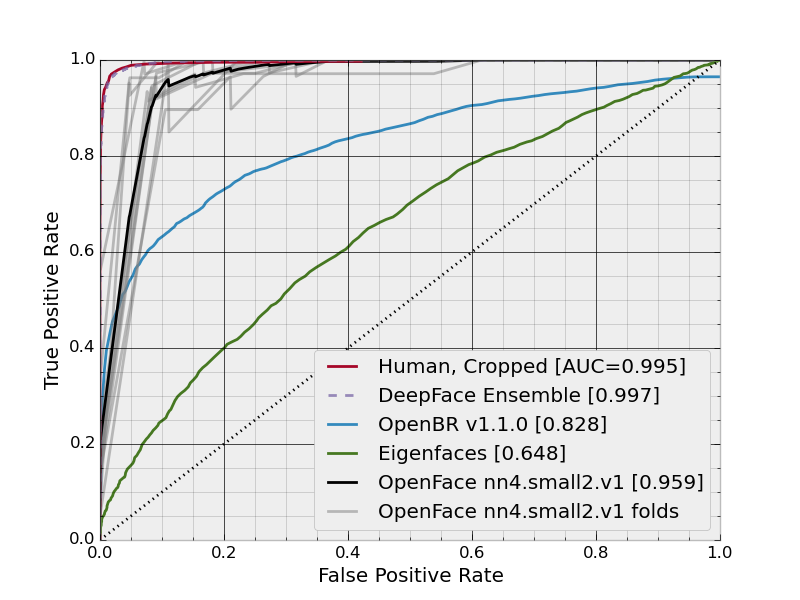 1.0
0.8
0.6
0.4
0.2
0.0
True Positive Rate
Human, Cropped [AUC=0.995]
DeepFace Ensemble [0.997]
OpenBR v1.1.0 [0.828]
Eigenfaces [0.648]
OpenFace nn4.small2.v1 [0.959]
OpenFace nn4.small2.v1 folds
0.0 0.2 0.4 0.6 0.8 1.0
False Positive Rate